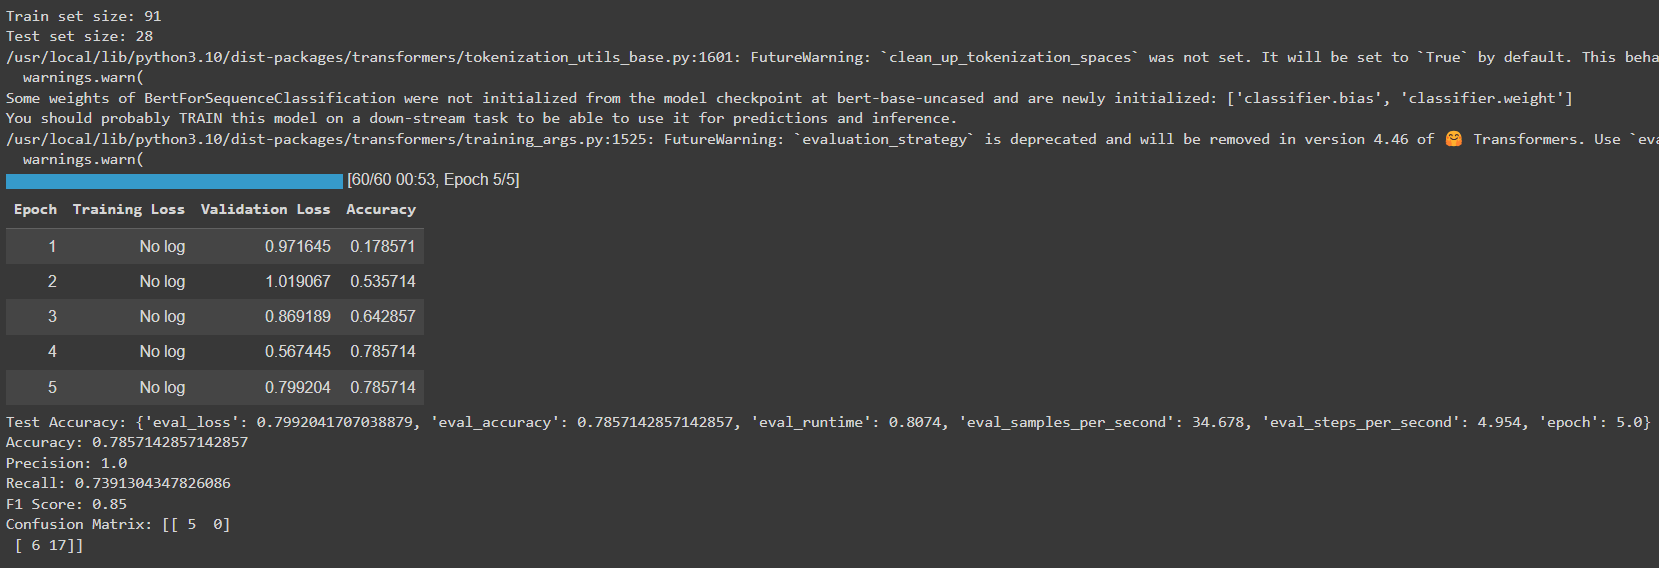 Train set size: 91
Test set size: 28
/usr/local/lib/python3.10/dist-packages/transformers/tokenization_utils_base.py:1601: FutureWarning: `clean_up_tokenization_spaces` was not set. It will be set to `True` by default. This beha
  warnings.warn(
Some weights of BertForSequenceClassification were not initialized from the model checkpoint at bert-base-uncased and are newly initialized: ['classifier.bias', 'classifier.weight']
You should probably TRAIN this model on a down-stream task to be able to use it for predictions and inference.
/usr/local/lib/python3.10/dist-packages/transformers/training_args.py:1525: FutureWarning: `evaluation_strategy` is deprecated and will be removed in version 4.46 of 🤗 Transformers. Use `eva
  warnings.warn(
[60/60 00:53, Epoch 5/5]
Epoch Training Loss Validation Loss Accuracy
1 No log 0.971645 0.178571
2 No log 1.019067 0.535714
3 No log 0.869189 0.642857
4 No log 0.567445 0.785714
5 No log 0.799204 0.785714
Test Accuracy: {'eval_loss': 0.7992041707038879, 'eval_accuracy': 0.7857142857142857, 'eval_runtime': 0.8074, 'eval_samples_per_second': 34.678, 'eval_steps_per_second': 4.954, 'epoch': 5.0}
Accuracy: 0.7857142857142857
Precision: 1.0
Recall: 0.7391304347826086
F1 Score: 0.85
Confusion Matrix: [[ 5  0]
 [ 6 17]]